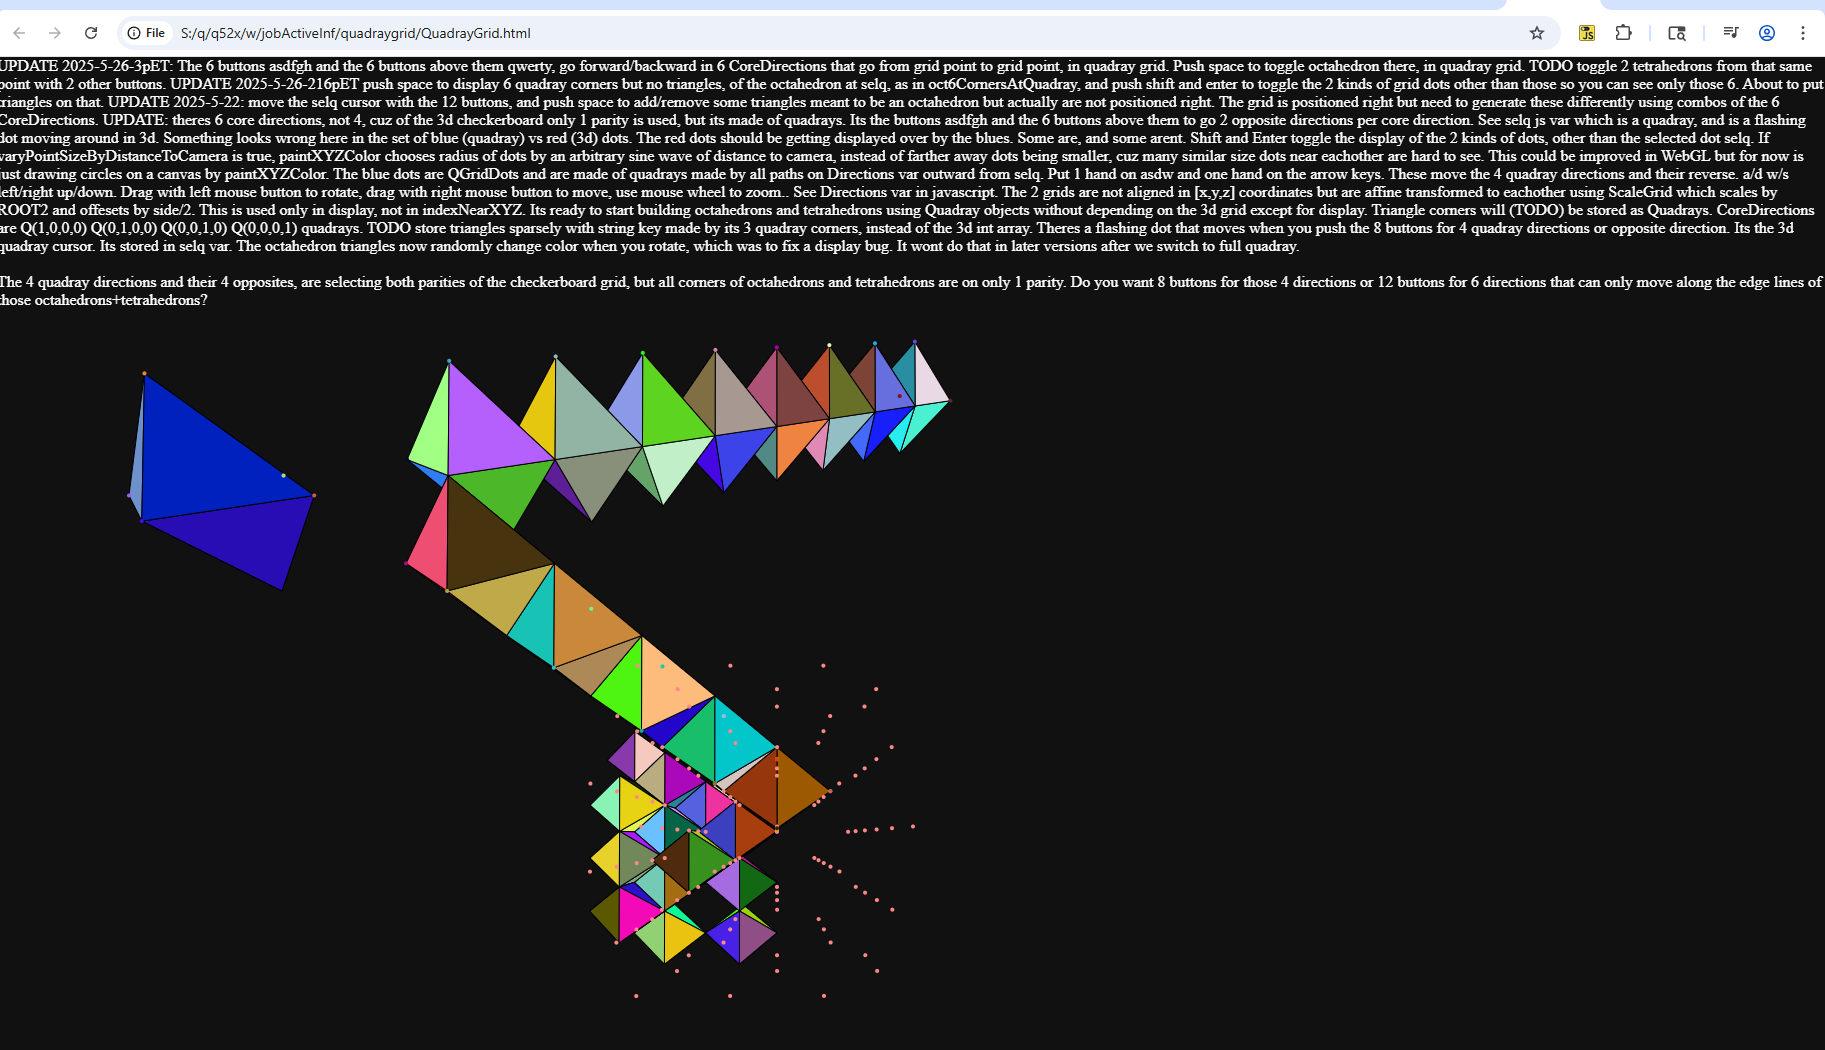 File
S:/q/q52x/w/jobActiveInf/quadraygrid/QuadrayGrid.html
JS
UPDATE 2025-5-26-3pET: The 6 buttons asdfgh and the 6 buttons above them qwerty, go forward/backward in 6 CoreDirections that go from grid point to grid point, in quadray grid. Push space to toggle octahedron there, in quadray grid. TODO toggle 2 tetrahedrons from that same
point with 2 other buttons. UPDATE 2025-5-26-216pET push space to display 6 quadray corners but no triangles, of the octahedron at selq, as in oct6CornersAtQuadray, and push shift and enter to toggle the 2 kinds of grid dots other than those so you can see only those 6. About to put
triangles on that. UPDATE 2025-5-22: move the selq cursor with the 12 buttons, and push space to add/remove some triangles meant to be an octahedron but actually are not positioned right. The grid is positioned right but need to generate these differently using combos of the 6
CoreDirections. UPDATE: theres 6 core directions, not 4, cuz of the 3d checkerboard only 1 parity is used, but its made of quadrays. Its the buttons asdfgh and the 6 buttons above them to go 2 opposite directions per core direction. See selq js var which is a quadray, and is a flashing
dot moving around in 3d. Something looks wrong here in the set of blue (quadray) vs red (3d) dots. The red dots should be getting displayed over by the blues. Some are, and some arent. Shift and Enter toggle the display of the 2 kinds of dots, other than the selected dot selq. If
varyPointSizeByDistanceToCamera is true, paintXYZColor chooses radius of dots by an arbitrary sine wave of distance to camera, instead of farther away dots being smaller, cuz many similar size dots near eachother are hard to see. This could be improved in WebGL but for now is
just drawing circles on a canvas by paintXYZColor. The blue dots are QGridDots and are made of quadrays made by all paths on Directions var outward from selq. Put 1 hand on asdw and one hand on the arrow keys. These move the 4 quadray directions and their reverse. a/d w/s
left/right up/down. Drag with left mouse button to rotate, drag with right mouse button to move, use mouse wheel to zoom.. See Directions var in javascript. The 2 grids are not aligned in [x,y,z] coordinates but are affine transformed to eachother using ScaleGrid which scales by
ROOT2 and offesets by side/2. This is used only in display, not in indexNearXYZ. Its ready to start building octahedrons and tetrahedrons using Quadray objects without depending on the 3d grid except for display. Triangle corners will (TODO) be stored as Quadrays. CoreDirections
are Q(1,0,0,0) Q(0,1,0,0) Q(0,0,1,0) Q(0,0,0,1) quadrays. TODO store triangles sparsely with string key made by its 3 quadray corners, instead of the 3d int array. Theres a flashing dot that moves when you push the 8 buttons for 4 quadray directions or opposite direction. Its the 3d
quadray cursor. Its stored in selq var. The octahedron triangles now randomly change color when you rotate, which was to fix a display bug. It wont do that in later versions after we switch to full quadray.
The 4 quadray directions and their 4 opposites, are selecting both parities of the checkerboard grid, but all corners of octahedrons and tetrahedrons are on only 1 parity. Do you want 8 buttons for those 4 directions or 12 buttons for 6 directions that can only move along the edge lines of
those octahedrons+tetrahedrons?